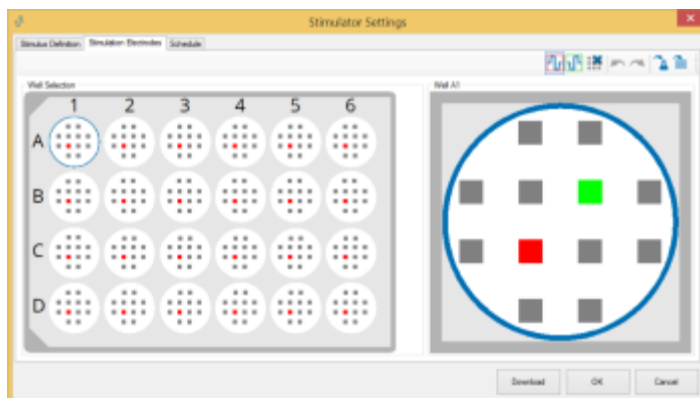 Stimulator Settings
Stimulus Definition Stimulation Electrodes Schedule
Well Selection Well A1
1 2 3 4 5 6
A
B
C
D
Download OK Cancel